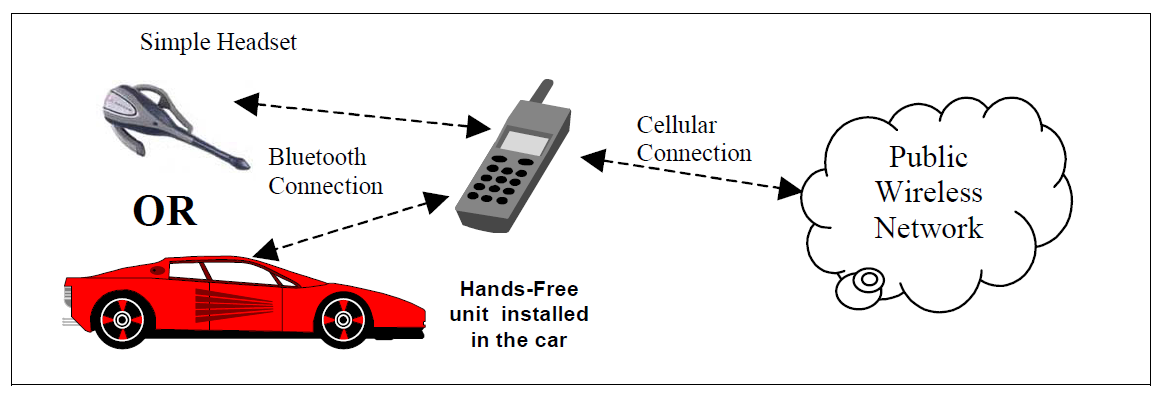 Simple Headset
Bluetooth
Connection
OR
Cellular
Connection
Public
Wireless
Network
Hands-Free
unit installed
in the car